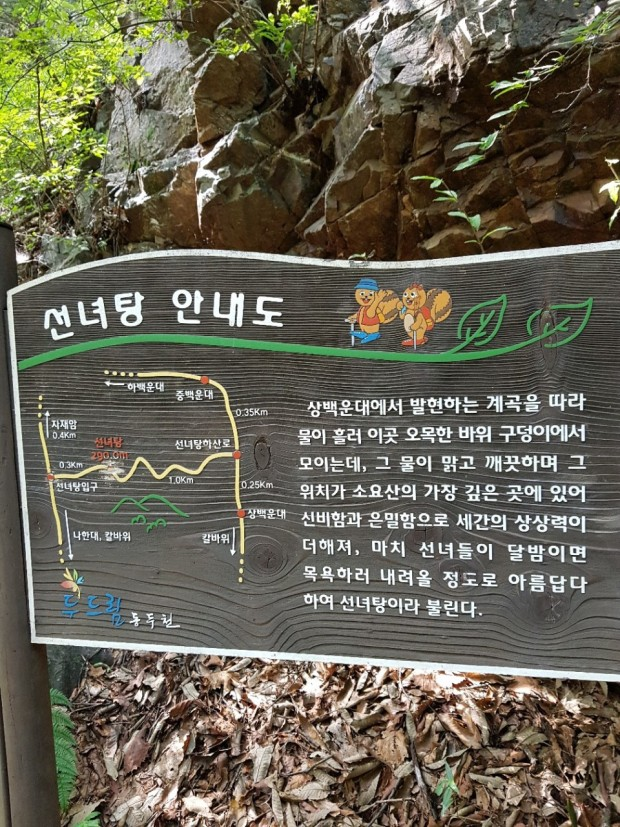 선녀탕 안내도
하백운대
중백운대
0.35Km
자재암
0.4Km
선녀탕
290.0m
선녀탕하산로
0.3Km
선녀탕입구
1.0Km
0.25Km
상백운대
나한대, 칼바위
칼바위
상백운대에서 발현하는 계곡을 따라
물이 흘러 이곳 오목한 바위 구덩이에서
모이는데, 그 물이 맑고 깨끗하며 그
위치가 소요산의 가장 깊은 곳에 있어
선비함과 은밀함으로 세간의 상상력이
더해져, 마치 선녀들이 달밤이면
목욕하러 내려올 정도로 아름답다
하여 선녀탕이라 불린다.
두드림 동두천